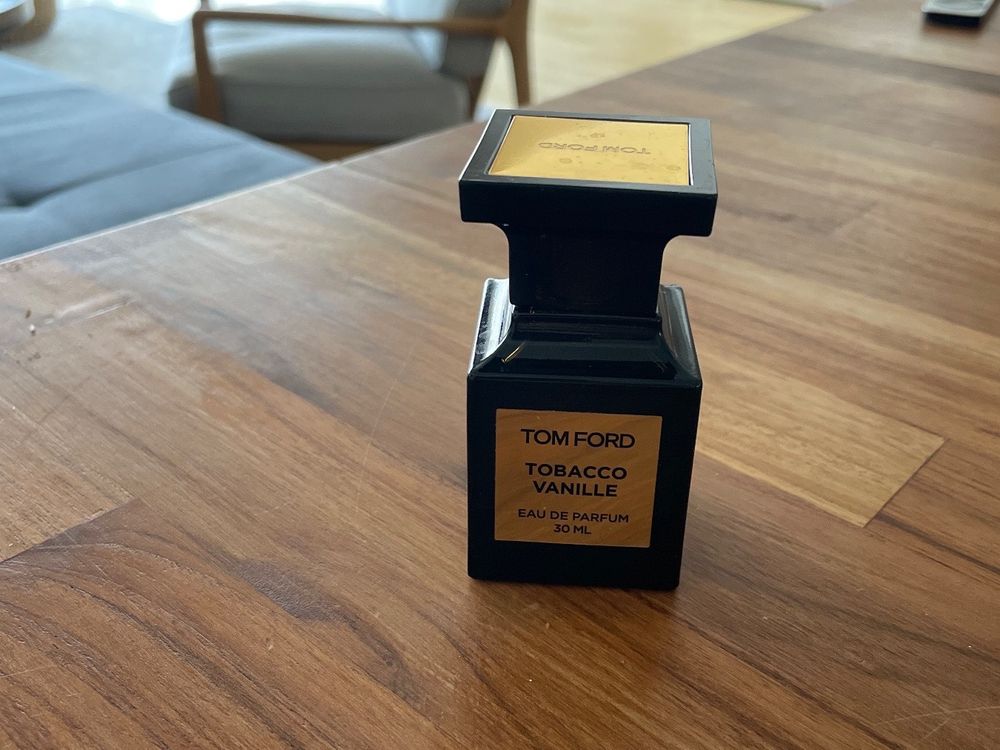 TOM FORD
TOM FORD
TOBACCO
VANILLE
EAU DE PARFUM
30 ML